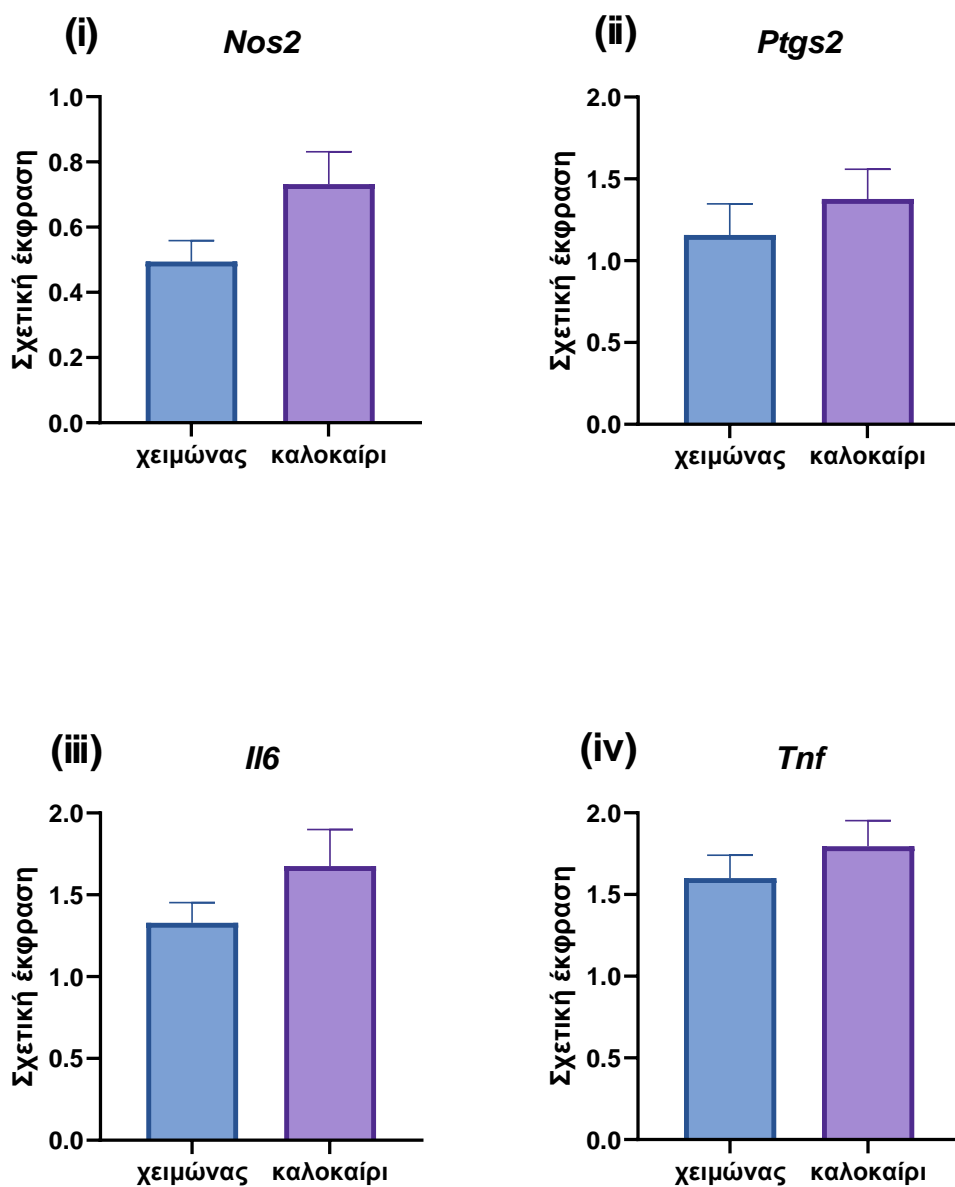 (i)
Nos2
Σχετική έκφραση
1.0
0.8
0.6
0.4
0.2
0.0
χειμώνας καλοκαίρι
(ii)
Ptgs2
Σχετική έκφραση
2.0
1.5
1.0
0.5
0.0
χειμώνας καλοκαίρι
(iii)
Il6
Σχετική έκφραση
2.0
1.5
1.0
0.5
0.0
χειμώνας καλοκαίρι
(iv)
Tnf
Σχετική έκφραση
2.0
1.5
1.0
0.5
0.0
χειμώνας καλοκαίρι